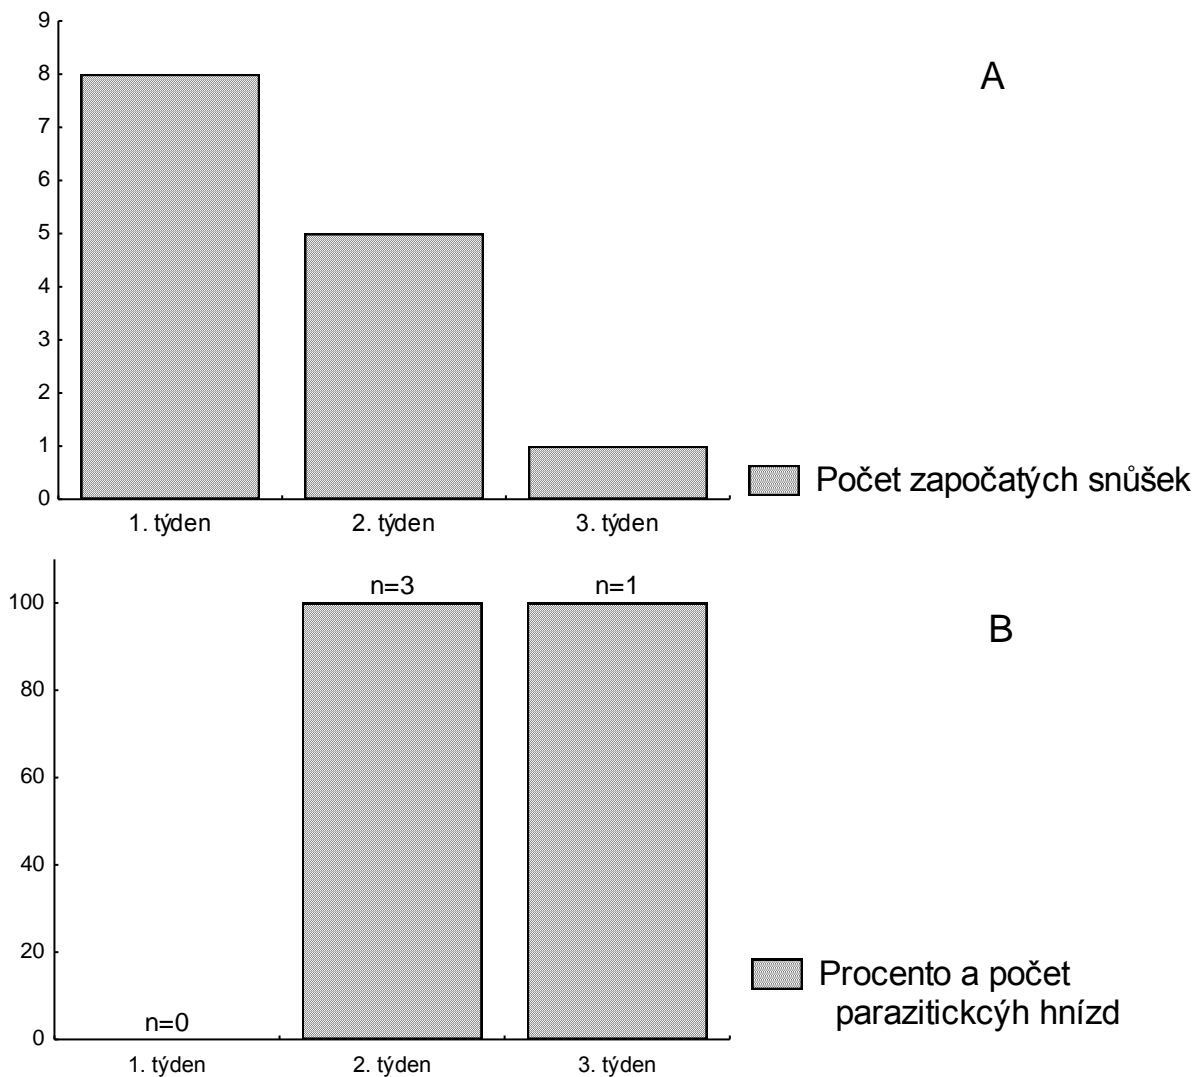 9
8
7
6
5
4
3
2
1
0
A
1. týden
2. týden
3. týden
Počet započatých snůšek
100
80
60
40
20
0
n=0
n=3
n=1
B
1. týden
2. týden
3. týden
Procento a počet
parazitickcýh hnízd